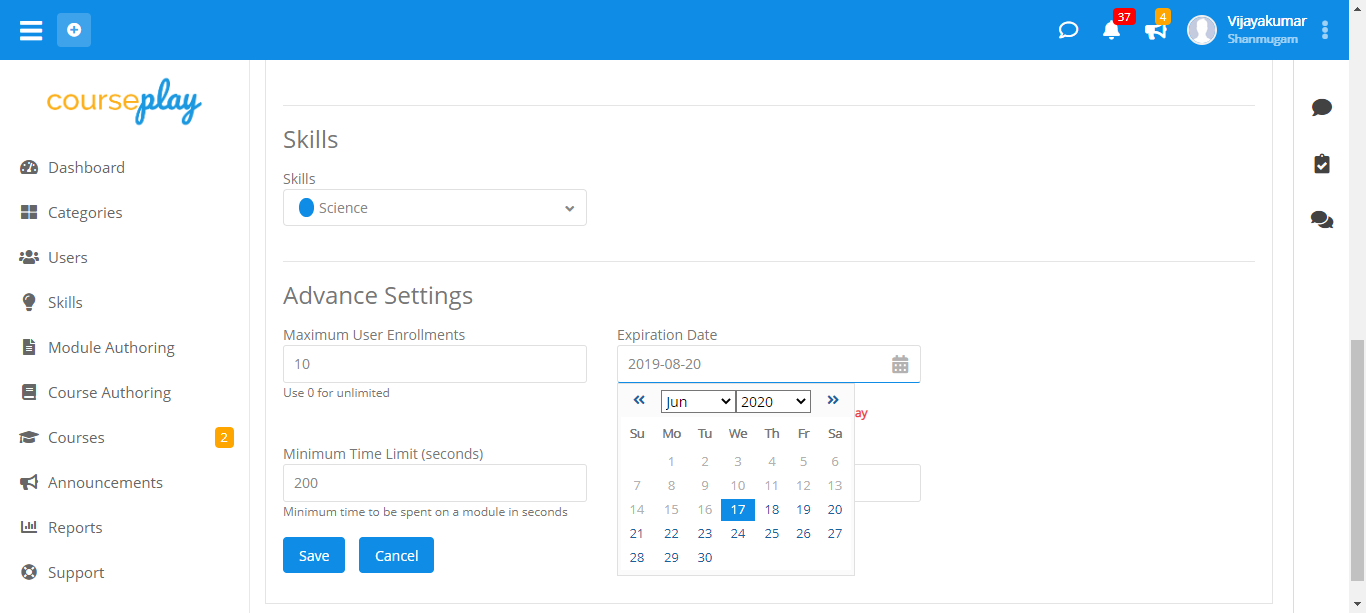 37
4
Vijayakumar
Shanmugam
courseplay
Dashboard
Categories
Users
Skills
Module Authoring
Course Authoring
Courses
2
Announcements
Reports
Support
Skills
Skills
Science
Advance Settings
Maximum User Enrollments
10
Use 0 for unlimited
Expiration Date
2019-08-20
Jun
2020
ay
Su Mo Tu We Th Fr Sa
1 2 3 4 5 6
7 8 9 10 11 12 13
14 15 16 17 18 19 20
21 22 23 24 25 26 27
28 29 30
Minimum Time Limit (seconds)
200
Minimum time to be spent on a module in seconds
Save
Cancel